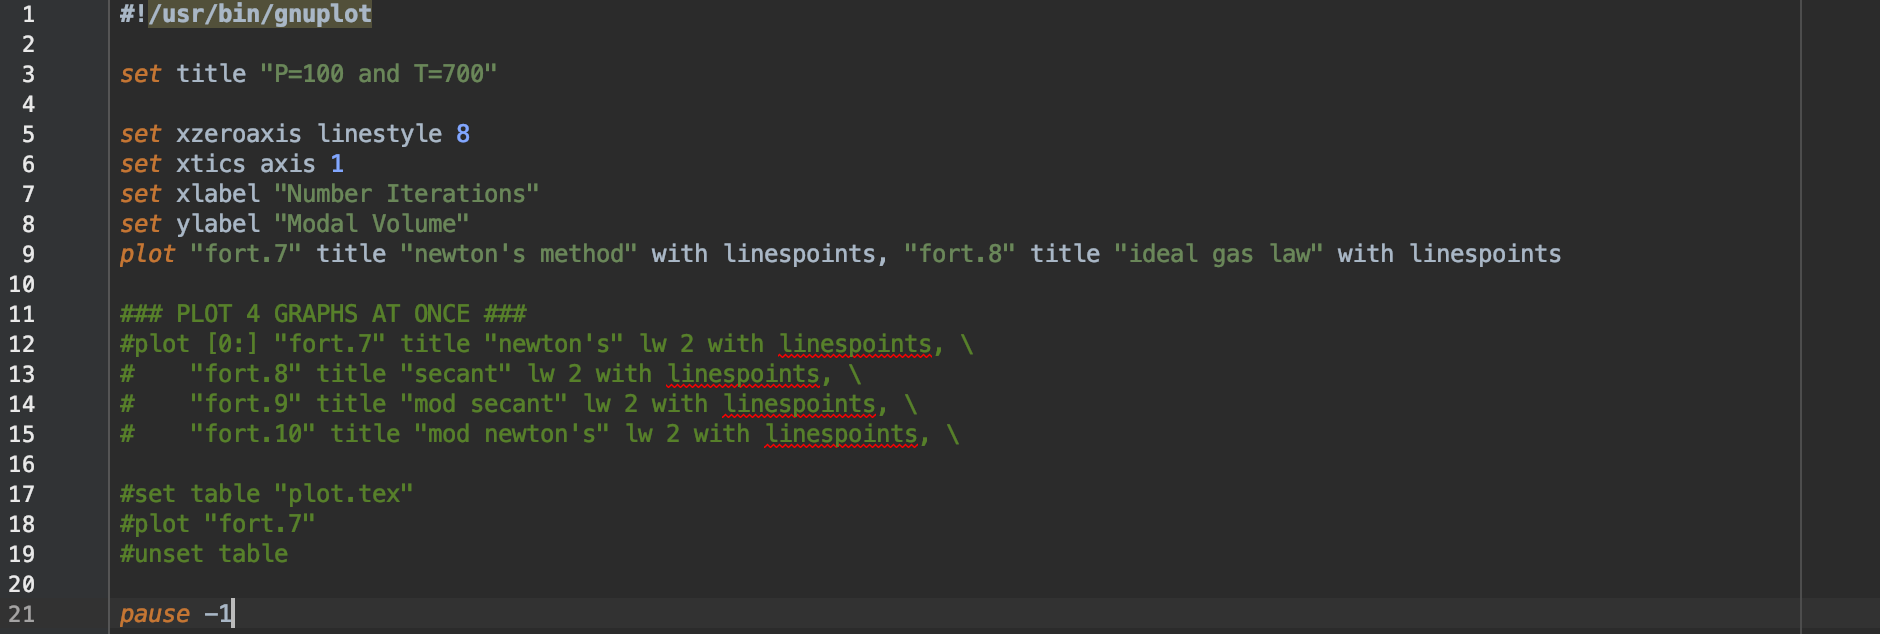 1 #!/usr/bin/gnuplot
2
3 set title "P=100 and T=700"
4
5 set xzeroaxis linestyle 8
6 set xtics axis 1
7 set xlabel "Number Iterations"
8 set ylabel "Modal Volume"
9 plot "fort.7" title "newton's method" with linespoints, "fort.8" title "ideal gas law" with linespoints
10
11 ### PLOT 4 GRAPHS AT ONCE ###
12 #plot [0:] "fort.7" title "newton's" lw 2 with linespoints, \
13 #    "fort.8" title "secant" lw 2 with linespoints, \
14 #    "fort.9" title "mod secant" lw 2 with linespoints, \
15 #    "fort.10" title "mod newton's" lw 2 with linespoints, \
16
17 #set table "plot.tex"
18 #plot "fort.7"
19 #unset table
20
21 pause -1